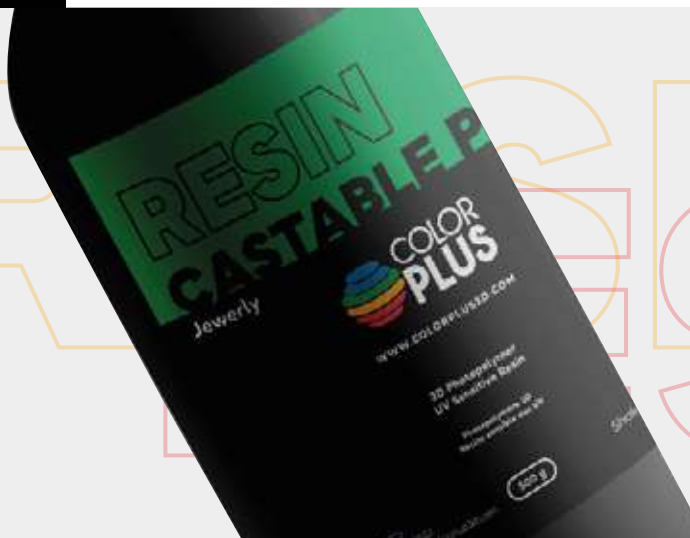 RESIN
CASTABLE P
Jewerly
COLOR
PLUS
WWW.COLORPLUS3D.COM
3D Photopolymer
UV Sensitive Resin
500 g